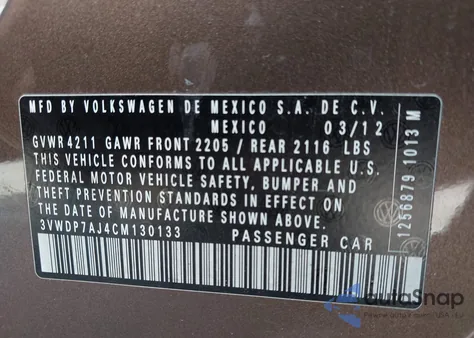 MFD BY VOLKSWAGEN DE MEXICO S.A. DE C.V.
MEXICO 03/12
GVWR 4211 GAWR FRONT 2205 / REAR 2116 LBS
THIS VEHICLE CONFORMS TO ALL APPLICABLE U.S.
FEDERAL MOTOR VEHICLE SAFETY, BUMPER AND
THEFT PREVENTION STANDARDS IN EFFECT ON
THE DATE OF MANUFACTURE SHOWN ABOVE.
3VWDP7AJ4CM130133 PASSENGER CAR
1256879 1013 M
AutaSnap